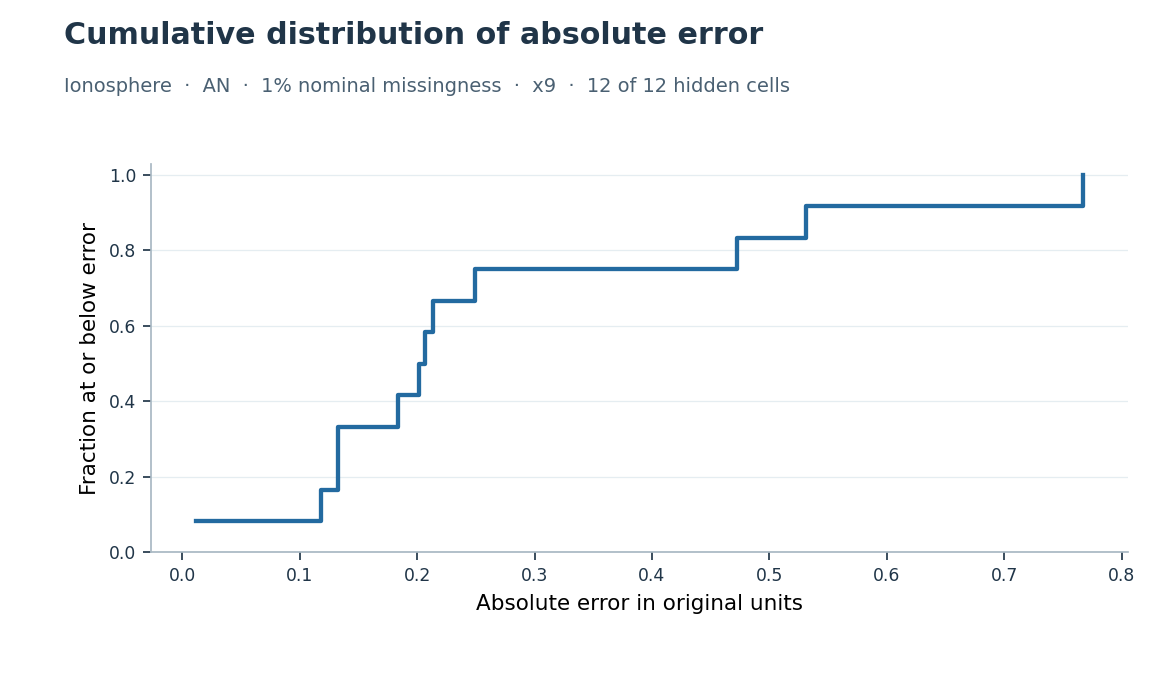 Cumulative distribution of absolute error
Ionosphere · AN · 1% nominal missingness · x9 · 12 of 12 hidden cells
Fraction at or below error
1.0
0.8
0.6
0.4
0.2
0.0
0.0 0.1 0.2 0.3 0.4 0.5 0.6 0.7 0.8
Absolute error in original units